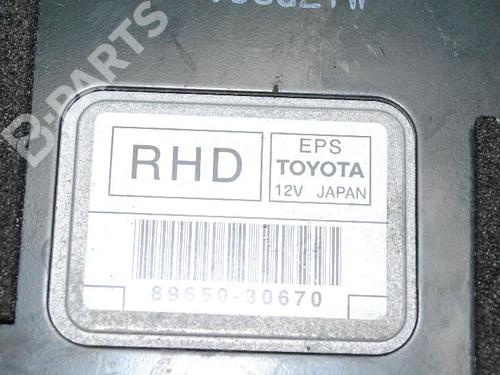 B-PARTS
RHD
EPS
TOYOTA
12V JAPAN
89650-30670